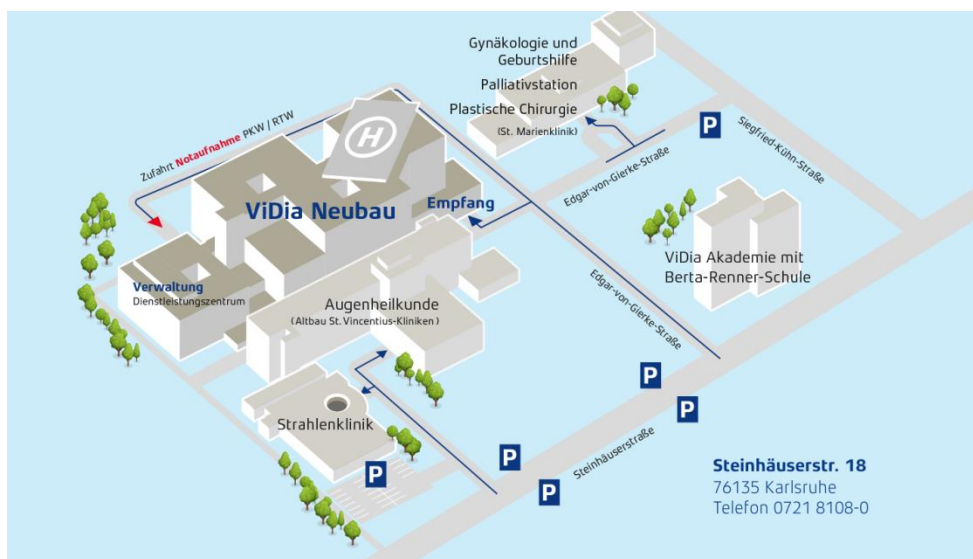 Gynäkologie und
Geburtshilfe
Palliativstation
Plastische Chirurgie
(St. Marienklinik)
P
Siegfried-Kühn-Straße
Zufahrt Notaufnahme PKW / RTW
H
Edgar-von-Gierke-Straße
ViDia Neubau
Empfang
ViDia Akademie mit
Berta-Renner-Schule
Verwaltung
Dienstleistungszentrum
Augenheilkunde
(Altbau St. Vincentius-Kliniken)
Edgar-von-Gierke-Straße
P
P
Strahlenklinik
Steinhäuserstraße
P
P
P
Steinhäuserstr. 18
76135 Karlsruhe
Telefon 0721 8108-0